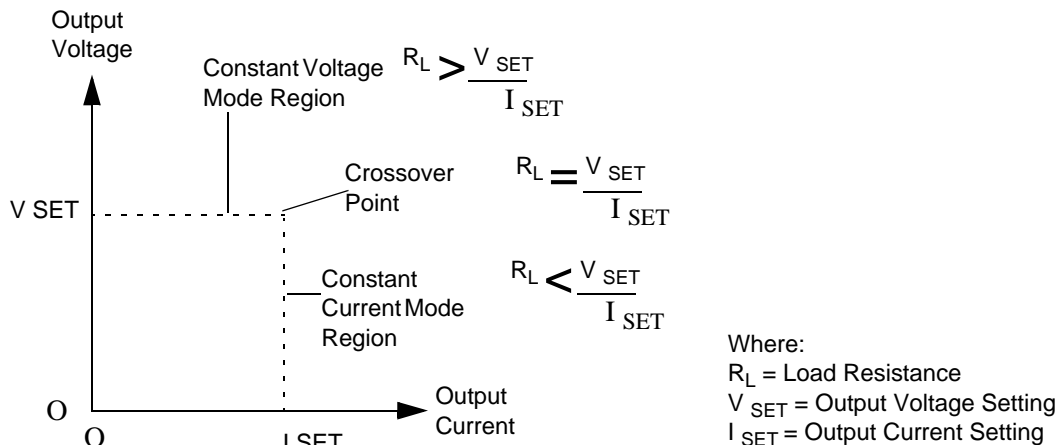 Output
Voltage
Constant Voltage
Mode Region
R_L > V SET / I SET
Crossover
Point
R_L = V SET / I SET
V SET
Constant
Current Mode
Region
R_L < V SET / I SET
Where:
R_L = Load Resistance
V SET = Output Voltage Setting
I SET = Output Current Setting
O
Output
Current
O
I SET